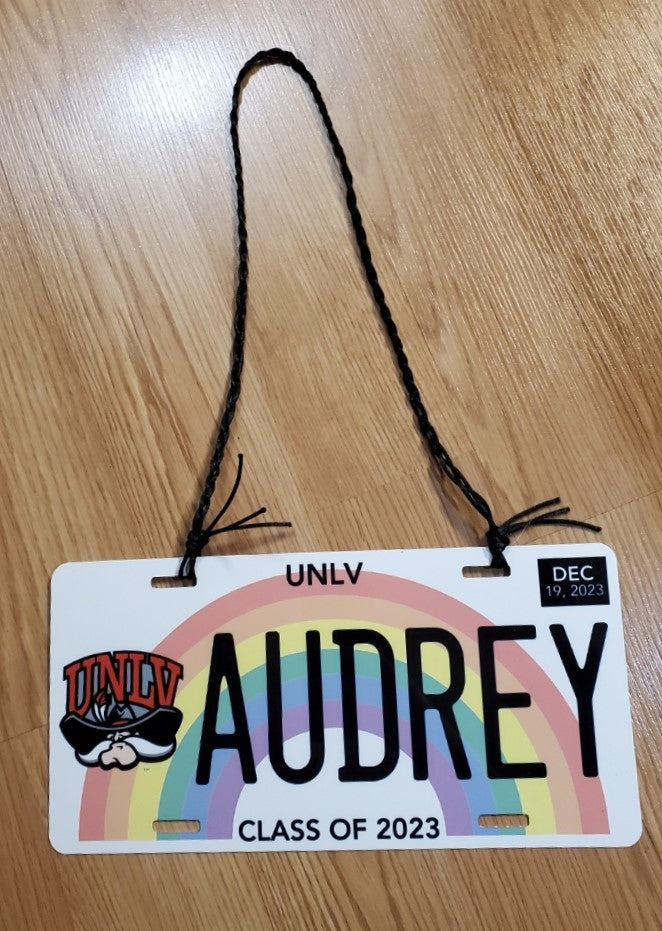 UNLV
DEC
19, 2023
UNLV
AUDREY
CLASS OF 2023